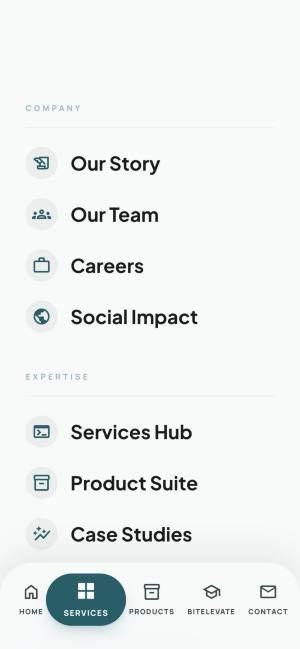 COMPANY
Our Story
Our Team
Careers
Social Impact
EXPERTISE
Services Hub
Product Suite
Case Studies
HOME
SERVICES
PRODUCTS
BITELEVATE
CONTACT